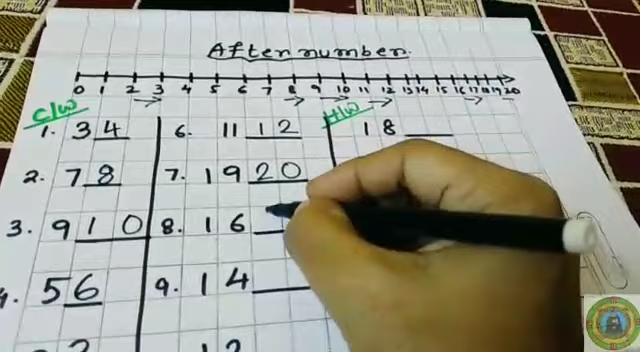 After number.
0 1 2 3 4 5 6 7 8 9 10 11 12 13 14 15 16 17 18 19 20
C/W
H/W
1. 3 4
6. 11 12
18
2. 7 8
7. 19 20
3. 9 10
8. 16
4. 5 6
9. 14